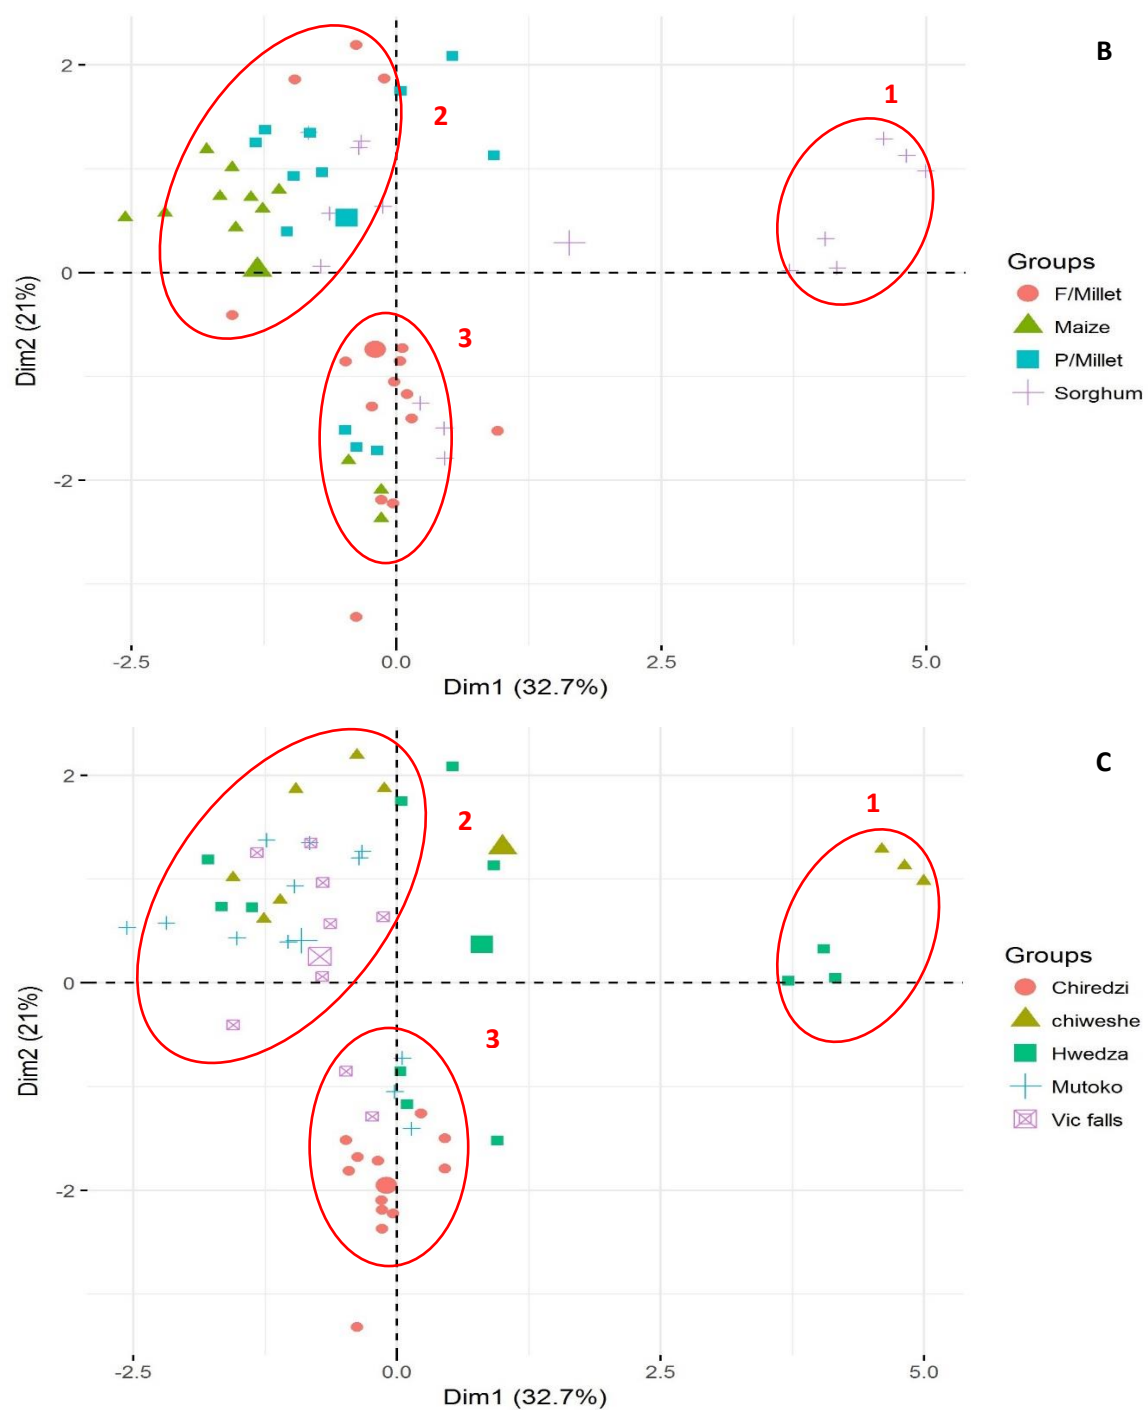 B
1
2
3
2
0
-2
Dim2 (21%)
-2.5
0.0
2.5
5.0
Dim1 (32.7%)
Groups
F/Millet
Maize
P/Millet
Sorghum
C
1
2
3
2
0
-2
Dim2 (21%)
-2.5
0.0
2.5
5.0
Dim1 (32.7%)
Groups
Chiredzi
chiweshe
Hwedza
Mutoko
Vic falls